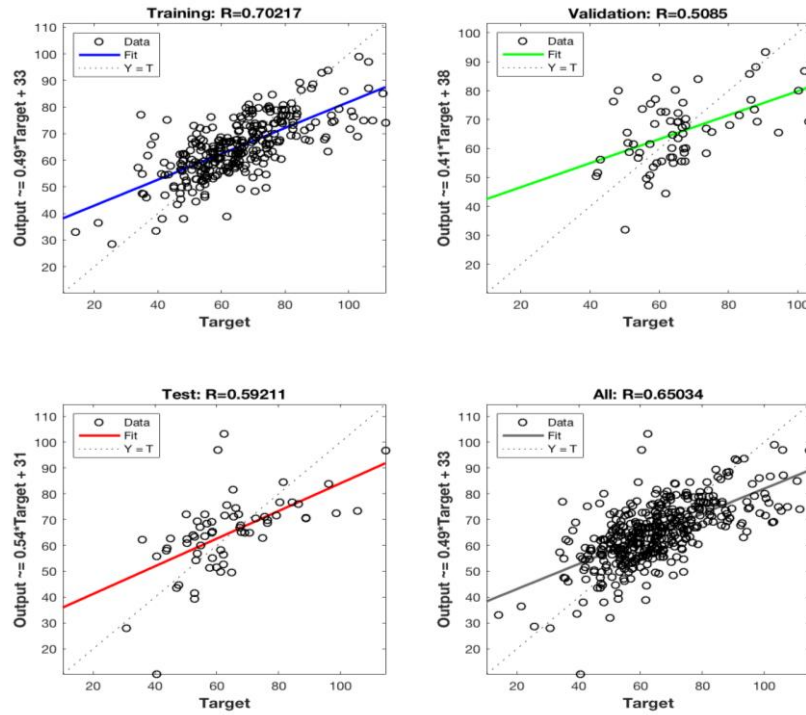 Training: R=0.70217
Data
Fit
Y = T
Output ~= 0.49*Target + 33
110
100
90
80
70
60
50
40
30
20
20 40 60 80 100
Target
Validation: R=0.5085
Data
Fit
Y = T
Output ~= 0.41*Target + 38
100
90
80
70
60
50
40
30
20
20 40 60 80 100
Target
Test: R=0.59211
Data
Fit
Y = T
Output ~= 0.54*Target + 31
110
100
90
80
70
60
50
40
30
20
20 40 60 80 100
Target
All: R=0.65034
Data
Fit
Y = T
Output ~= 0.49*Target + 33
110
100
90
80
70
60
50
40
30
20
20 40 60 80 100
Target